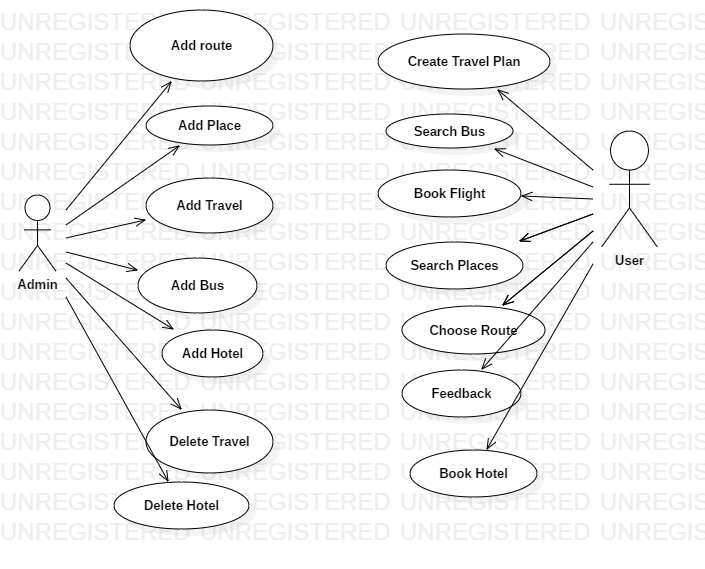 Add route
Add Place
Add Travel
Add Bus
Add Hotel
Delete Travel
Delete Hotel
Admin
Create Travel Plan
Search Bus
Book Flight
Search Places
Choose Route
Feedback
Book Hotel
User
UNREGISTERED